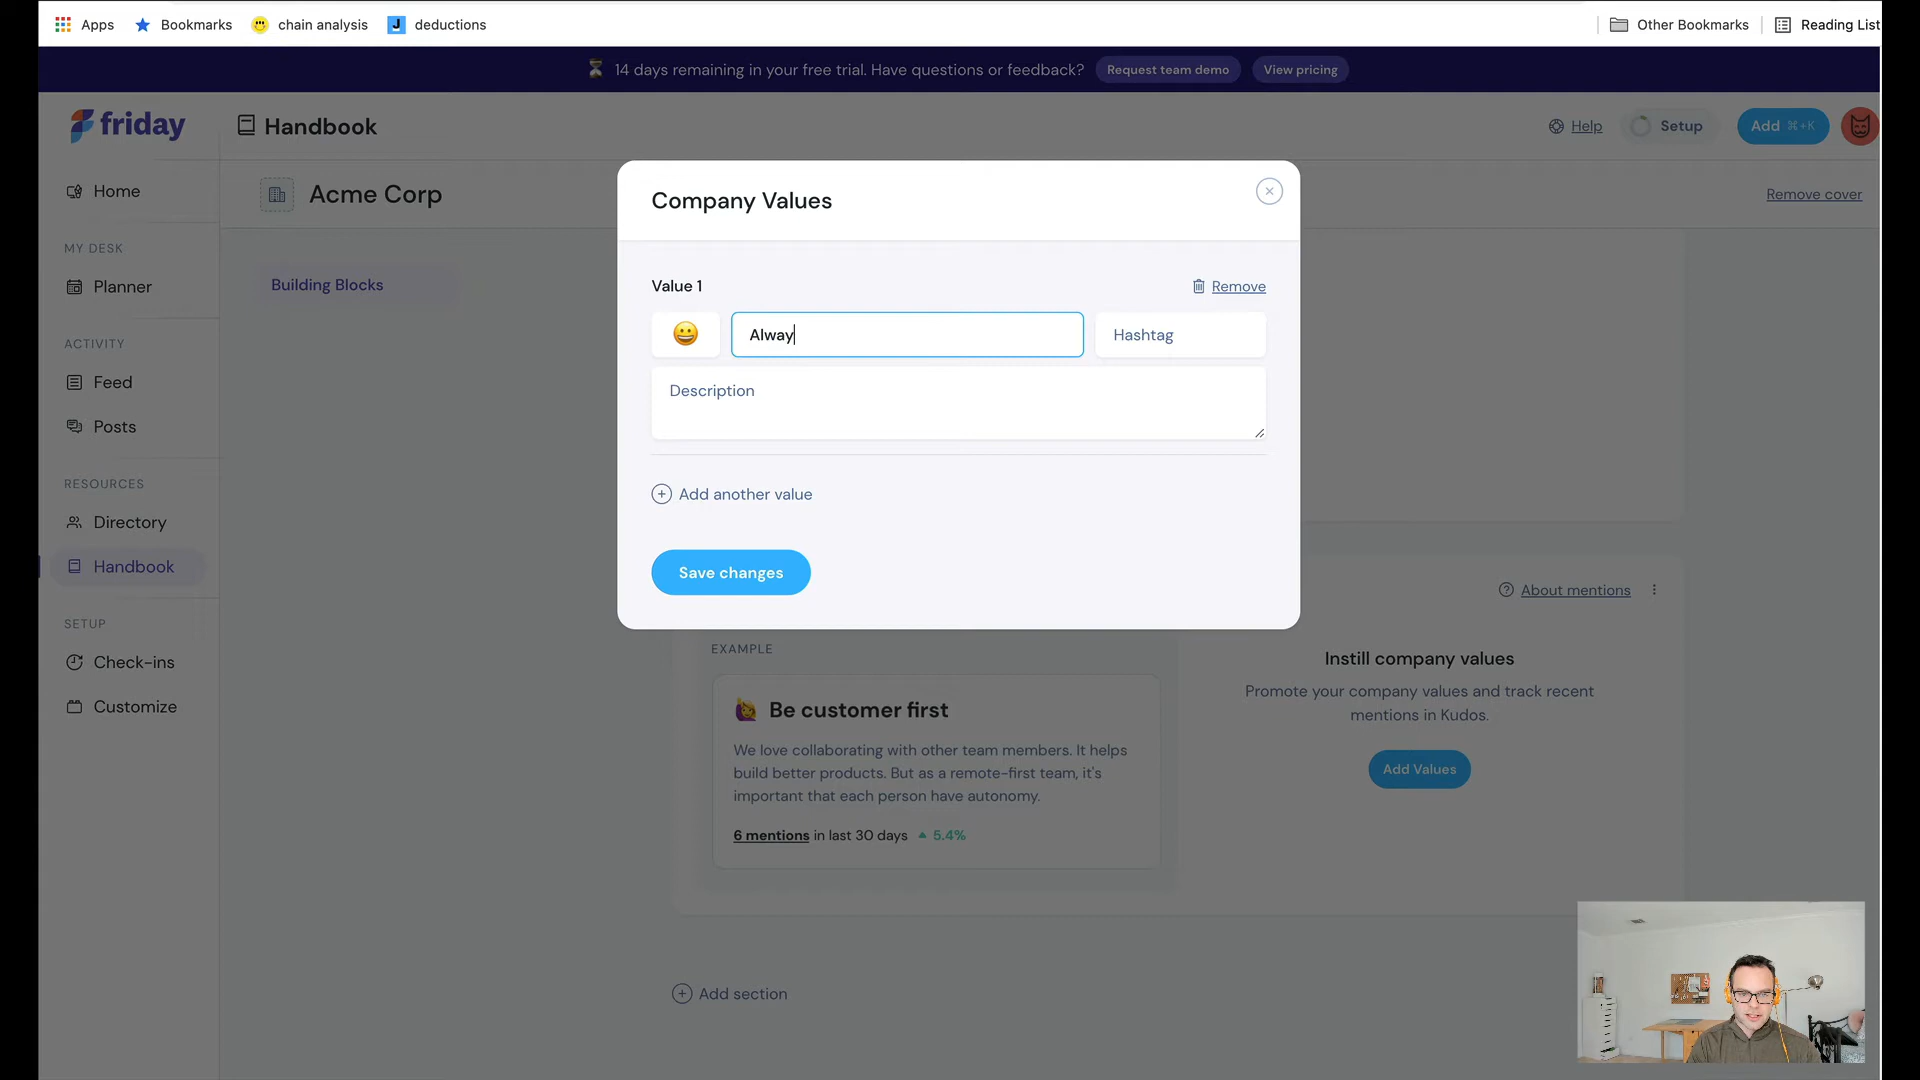 Apps
Bookmarks
chain analysis
J
deductions
Other Bookmarks
Reading List
14 days remaining in your free trial. Have questions or feedback?
Request team demo
View pricing
friday
Handbook
Help
Setup
Add ⌘+K
Home
Acme Corp
Remove cover
MY DESK
Planner
Building Blocks
ACTIVITY
Feed
Posts
RESOURCES
Directory
Handbook
SETUP
Check-ins
Customize
Company Values
Value 1
Remove
Alway
Hashtag
Description
Add another value
Save changes
About mentions
EXAMPLE
Be customer first
We love collaborating with other team members. It helps
build better products. But as a remote-first team, it's
important that each person have autonomy.
6 mentions in last 30 days ▲ 5.4%
Instill company values
Promote your company values and track recent
mentions in Kudos.
Add Values
Add section